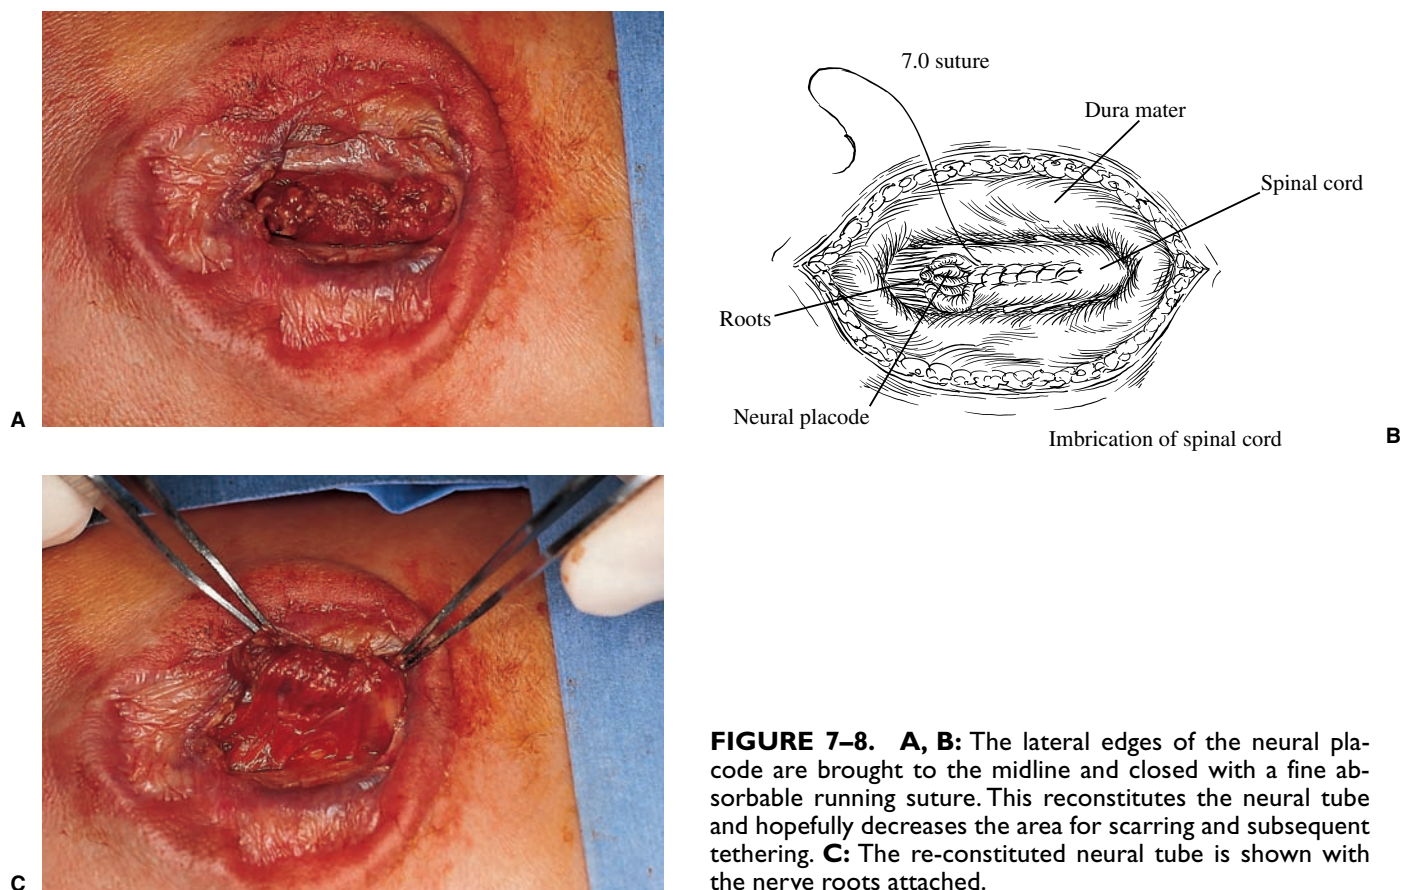 7.0 suture
Dura mater
Spinal cord
Roots
A
Neural placode
B
Imbrication of spinal cord
FIGURE 7–8. A, B: The lateral edges of the neural pla-
code are brought to the midline and closed with a fine ab-
sorbable running suture. This reconstitutes the neural tube
and hopefully decreases the area for scarring and subsequent
tethering. C: The re-constituted neural tube is shown with
the nerve roots attached.
C